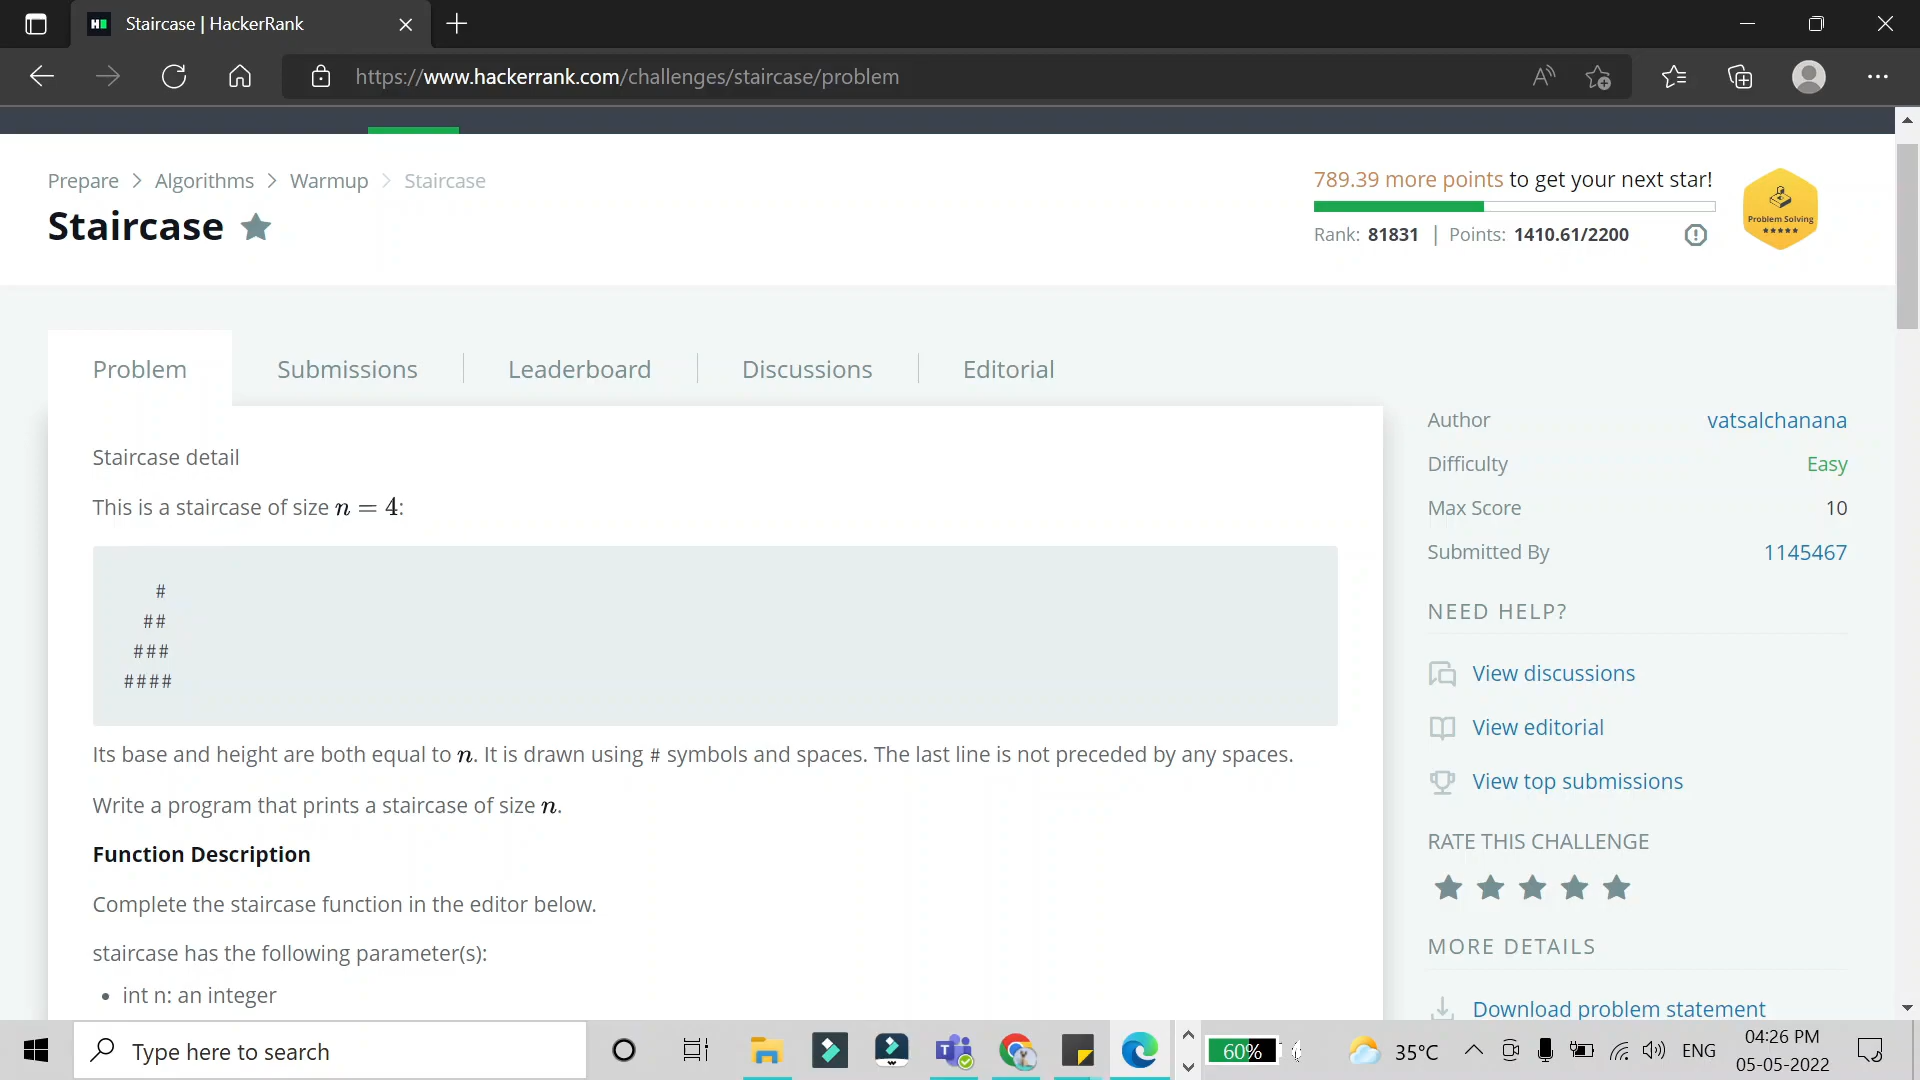 Staircase | HackerRank
https://www.hackerrank.com/challenges/staircase/problem
Prepare > Algorithms > Warmup > Staircase
Staircase
789.39 more points to get your next star!
Rank: 81831 | Points: 1410.61/2200
Problem Solving
Problem
Submissions
Leaderboard
Discussions
Editorial
Staircase detail
This is a staircase of size n = 4:
#
##
###
####
Its base and height are both equal to n. It is drawn using # symbols and spaces. The last line is not preceded by any spaces.
Write a program that prints a staircase of size n.
Function Description
Complete the staircase function in the editor below.
staircase has the following parameter(s):
• int n: an integer
Author vatsalchanana
Difficulty Easy
Max Score 10
Submitted By 1145467
NEED HELP?
View discussions
View editorial
View top submissions
RATE THIS CHALLENGE
MORE DETAILS
Download problem statement
Type here to search
60%
35°C
ENG
04:26 PM
05-05-2022